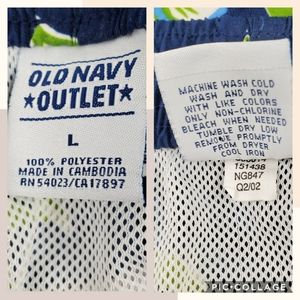 OLD NAVY
★OUTLET★
L
100% POLYESTER
MADE IN CAMBODIA
RN 54023/CA17897
MACHINE WASH COLD
WASH AND DRY
WITH LIKE COLORS
ONLY NON-CHLORINE
BLEACH WHEN NEEDED
TUMBLE DRY LOW
REMOVE PROMPTLY
FROM DRYER
COOL IRON
151438
NG847
Q2/02
PIC•COLLAGE